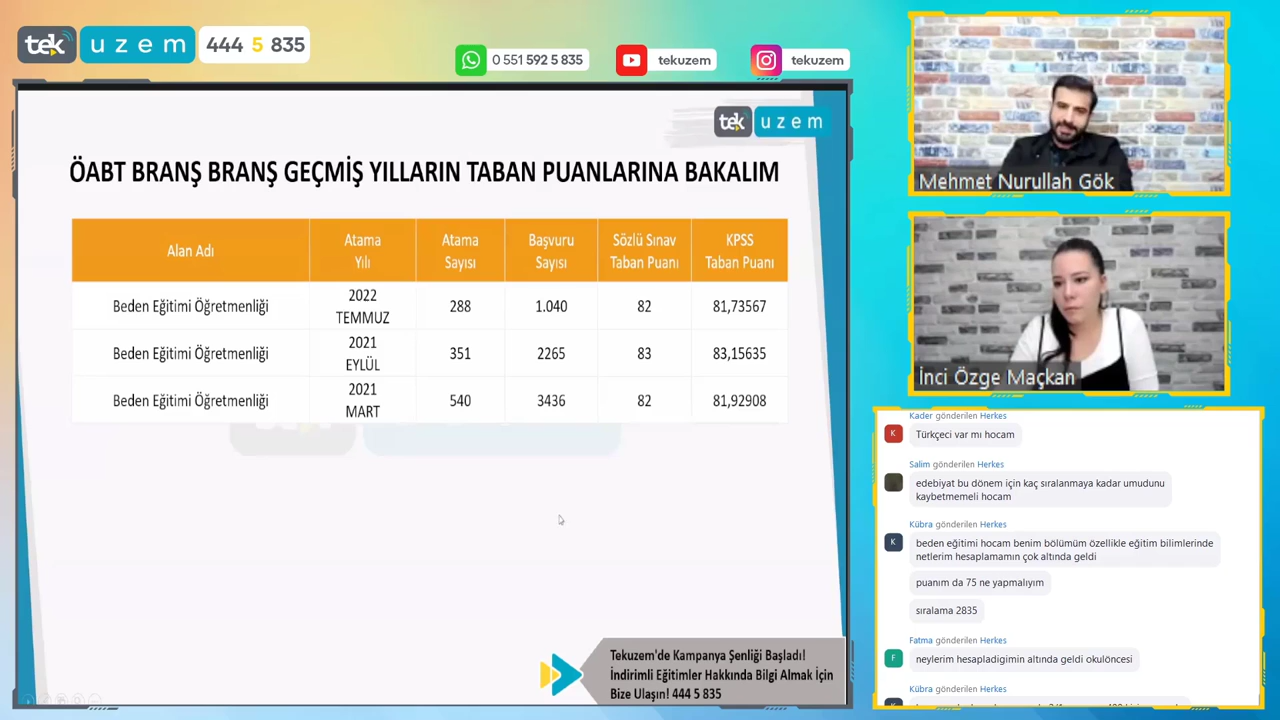 tek uzem 444 5 835
0 551 592 5 835
tekuzem
tekuzem
tek uzem
ÖABT BRANŞ BRANŞ GEÇMİŞ YILLARIN TABAN PUANLARINA BAKALIM
Alan Adı
Atama
Yılı
Atama
Sayısı
Başvuru
Sayısı
Sözlü Sınav
Taban Puanı
KPSS
Taban Puanı
Beden Eğitimi Öğretmenliği
2022
TEMMUZ
288
1.040
82
81,73567
Beden Eğitimi Öğretmenliği
2021
EYLÜL
351
2265
83
83,15635
Beden Eğitimi Öğretmenliği
2021
MART
540
3436
82
81,92908
Tekuzem'de Kampanya Şenliği Başladı!
İndirimli Eğitimler Hakkında Bilgi Almak İçin
Bize Ulaşın! 444 5 835
Mehmet Nurullah Gök
İnci Özge Maçkan
Kader gönderilen Herkes
K
Türkçeci var mı hocam
Salim gönderilen Herkes
edebiyat bu dönem için kaç sıralanmaya kadar umudunu
kaybetmemeli hocam
Kübra gönderilen Herkes
K
beden eğitimi hocam benim bölümüm özellikle eğitim bilimlerinde
netlerim hesaplamamın çok altında geldi
puanım da 75 ne yapmalıyım
sıralama 2835
Fatma gönderilen Herkes
F
neylerim hesapladigimin altında geldi okulöncesi
Kübra gönderilen Herkes